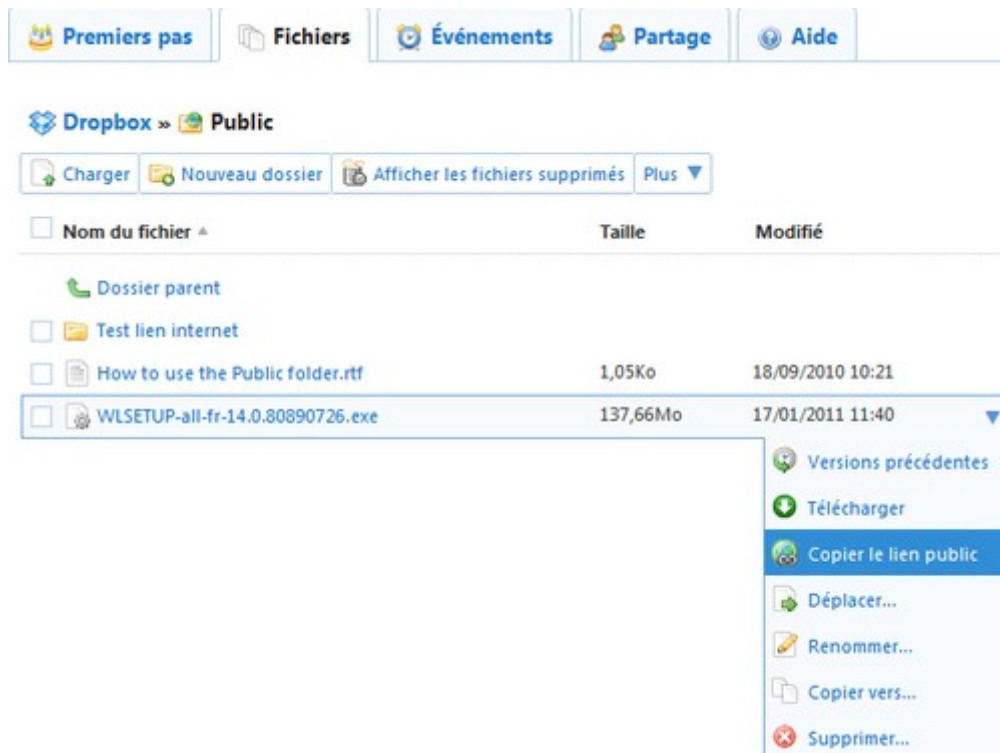 Premiers pas Fichiers Événements Partage Aide
Dropbox » Public
Charger Nouveau dossier Afficher les fichiers supprimés Plus
Nom du fichier Taille Modifié
Dossier parent
Test lien internet
How to use the Public folder.rtf 1,05Ko 18/09/2010 10:21
WLSETUP-all-fr-14.0.80890726.exe 137,66Mo 17/01/2011 11:40
Versions précédentes
Télécharger
Copier le lien public
Déplacer...
Renommer...
Copier vers...
Supprimer...